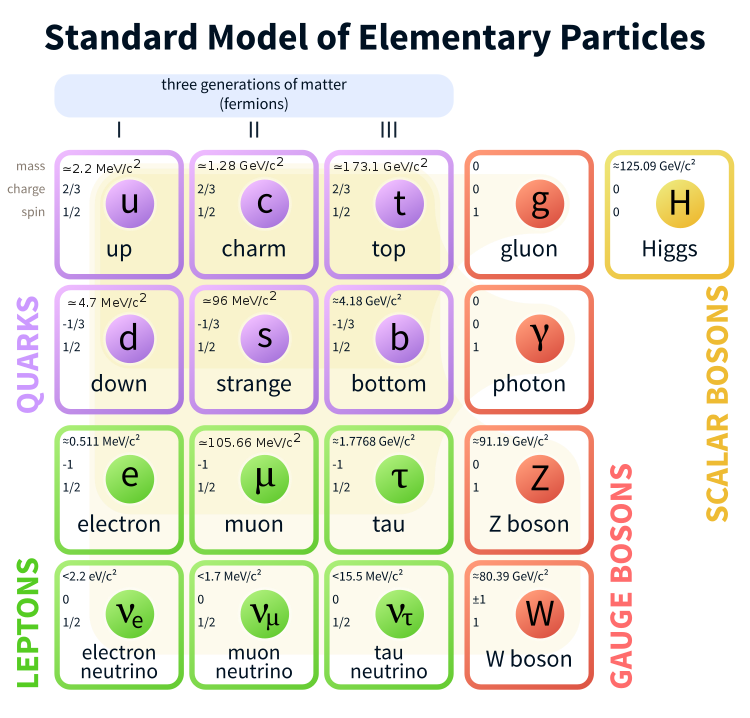 Standard Model of Elementary Particles
three generations of matter
(fermions)
I II III
mass
charge
spin
≃2.2 MeV/c²
2/3
1/2
u
up
≃1.28 GeV/c²
2/3
1/2
c
charm
≃173.1 GeV/c²
2/3
1/2
t
top
0
0
1
g
gluon
≈125.09 GeV/c²
0
0
H
Higgs
QUARKS
≃4.7 MeV/c²
-1/3
1/2
d
down
≃96 MeV/c²
-1/3
1/2
s
strange
≈4.18 GeV/c²
-1/3
1/2
b
bottom
0
0
1
γ
photon
SCALAR BOSONS
≈0.511 MeV/c²
-1
1/2
e
electron
≃105.66 MeV/c²
-1
1/2
μ
muon
≈1.7768 GeV/c²
-1
1/2
τ
tau
≈91.19 GeV/c²
0
1
Z
Z boson
LEPTONS
<2.2 eV/c²
0
1/2
νe
electron
neutrino
<1.7 MeV/c²
0
1/2
νμ
muon
neutrino
<15.5 MeV/c²
0
1/2
ντ
tau
neutrino
≈80.39 GeV/c²
±1
1
W
W boson
GAUGE BOSONS